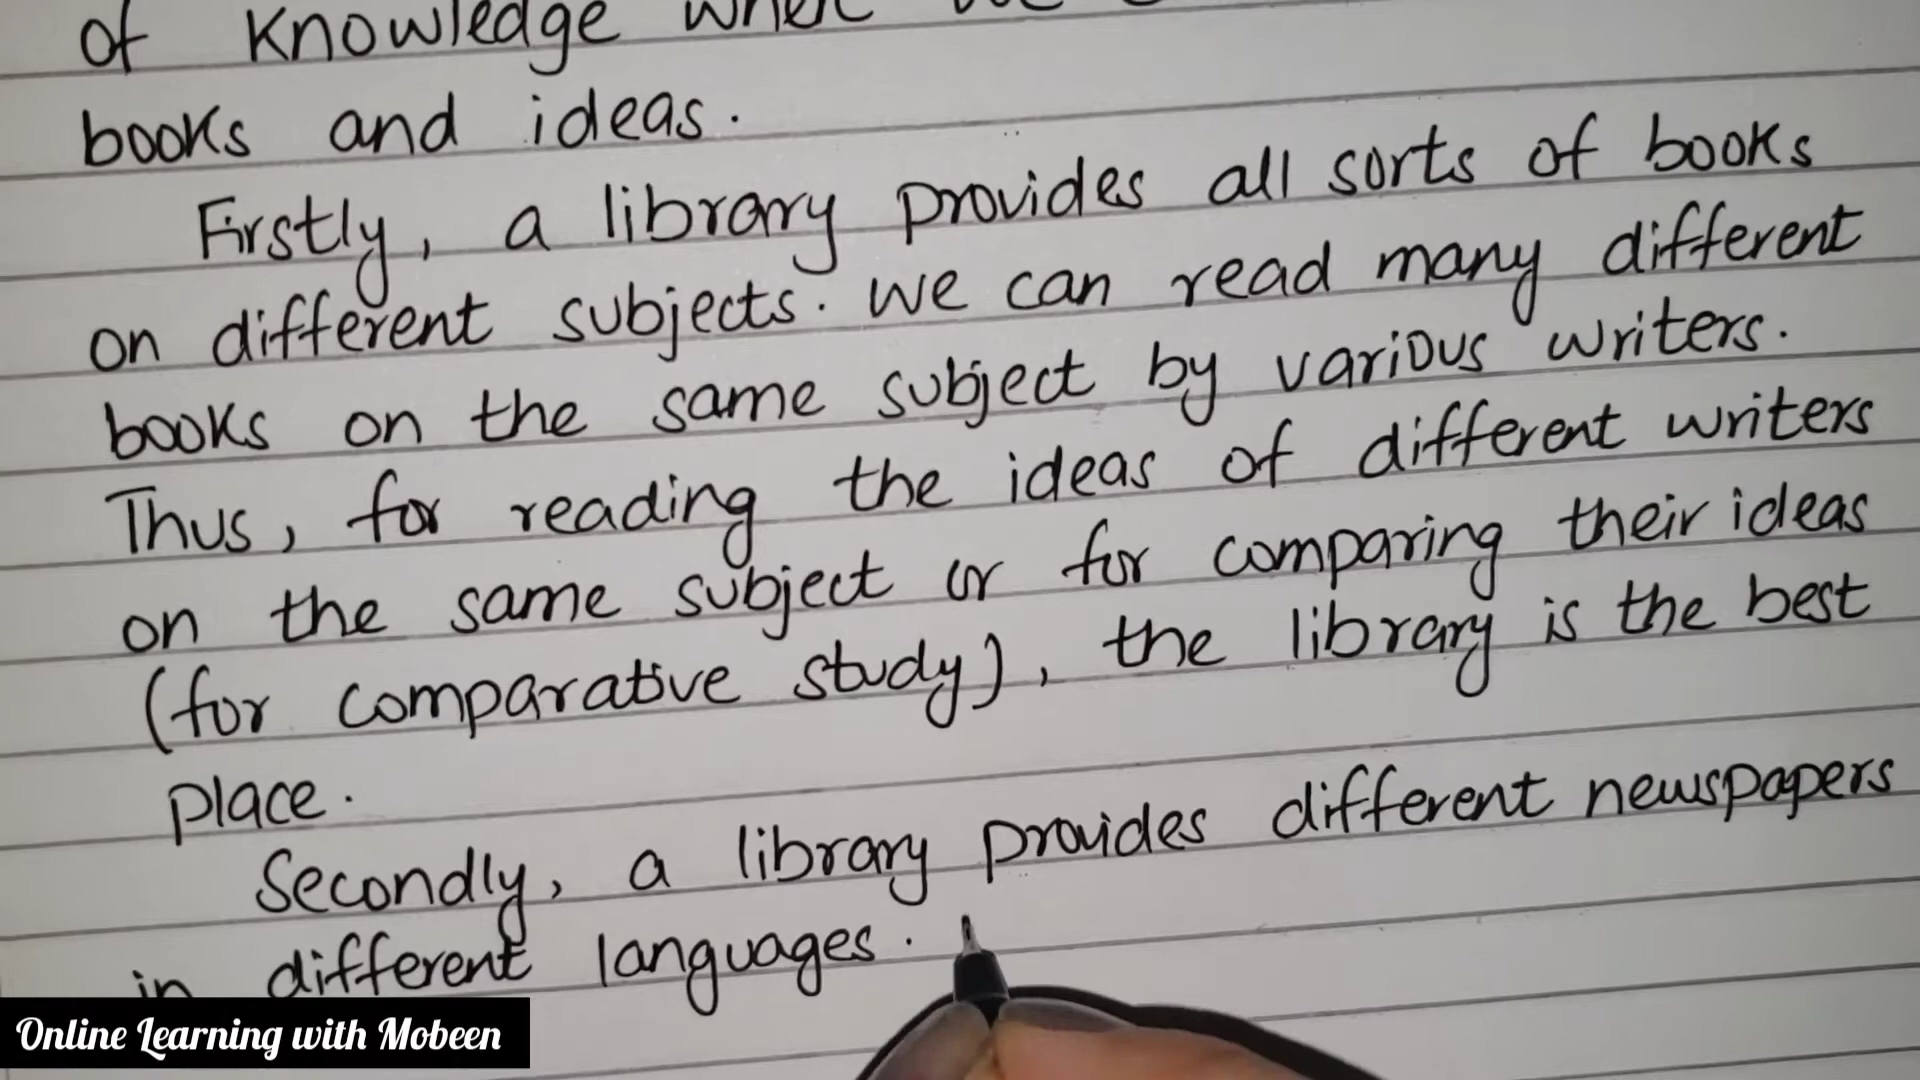 of knowledge when we
books and ideas.
Firstly, a library provides all sorts of books
on different subjects. We can read many different
books on the same subject by various writers.
Thus, for reading the ideas of different writers
on the same subject or for comparing their ideas
(for comparative study), the library is the best
place.
Secondly, a library provides different newspapers
in different languages.
Online Learning with Mobeen